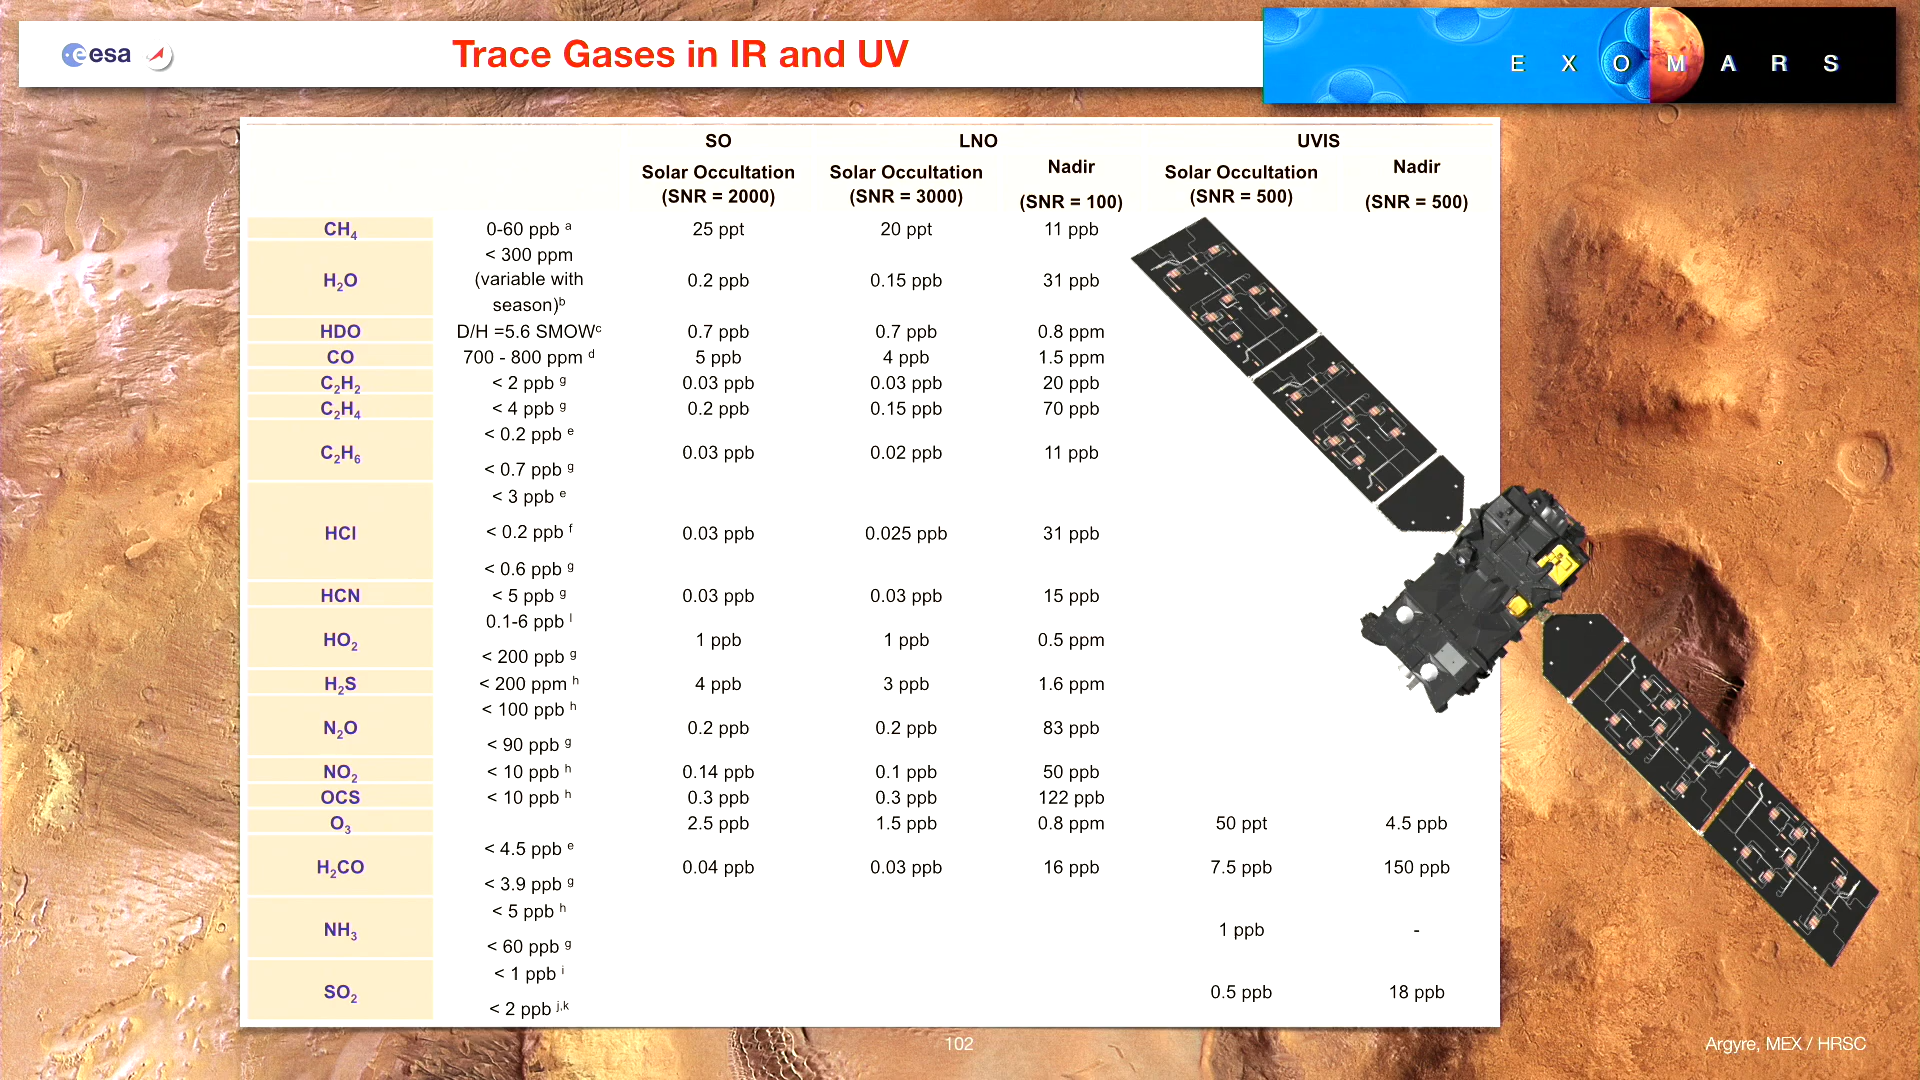 esa
Trace Gases in IR and UV
E X O M A R S
SO LNO UVIS
Solar Occultation (SNR = 2000) Solar Occultation (SNR = 3000) Nadir (SNR = 100) Solar Occultation (SNR = 500) Nadir (SNR = 500)
CH₄ 0-60 ppb ᵃ 25 ppt 20 ppt 11 ppb
H₂O < 300 ppm (variable with season)ᵇ 0.2 ppb 0.15 ppb 31 ppb
HDO D/H =5.6 SMOWᶜ 0.7 ppb 0.7 ppb 0.8 ppm
CO 700 - 800 ppm ᵈ 5 ppb 4 ppb 1.5 ppm
C₂H₂ < 2 ppb ᵍ 0.03 ppb 0.03 ppb 20 ppb
C₂H₄ < 4 ppb ᵍ 0.2 ppb 0.15 ppb 70 ppb
C₂H₆ < 0.2 ppb ᵉ < 0.7 ppb ᵍ 0.03 ppb 0.02 ppb 11 ppb
HCl < 3 ppb ᵉ < 0.2 ppb ᶠ < 0.6 ppb ᵍ 0.03 ppb 0.025 ppb 31 ppb
HCN < 5 ppb ᵍ 0.03 ppb 0.03 ppb 15 ppb
HO₂ 0.1-6 ppb ˡ < 200 ppb ᵍ 1 ppb 1 ppb 0.5 ppm
H₂S < 200 ppm ʰ 4 ppb 3 ppb 1.6 ppm
N₂O < 100 ppb ʰ < 90 ppb ᵍ 0.2 ppb 0.2 ppb 83 ppb
NO₂ < 10 ppb ʰ 0.14 ppb 0.1 ppb 50 ppb
OCS < 10 ppb ʰ 0.3 ppb 0.3 ppb 122 ppb
O₃ 2.5 ppb 1.5 ppb 0.8 ppm 50 ppt 4.5 ppb
H₂CO < 4.5 ppb ᵉ < 3.9 ppb ᵍ 0.04 ppb 0.03 ppb 16 ppb 7.5 ppb 150 ppb
NH₃ < 5 ppb ʰ < 60 ppb ᵍ 1 ppb -
SO₂ < 1 ppb ⁱ < 2 ppb ʲ,ᵏ 0.5 ppb 18 ppb
102
Argyre, MEX / HRSC